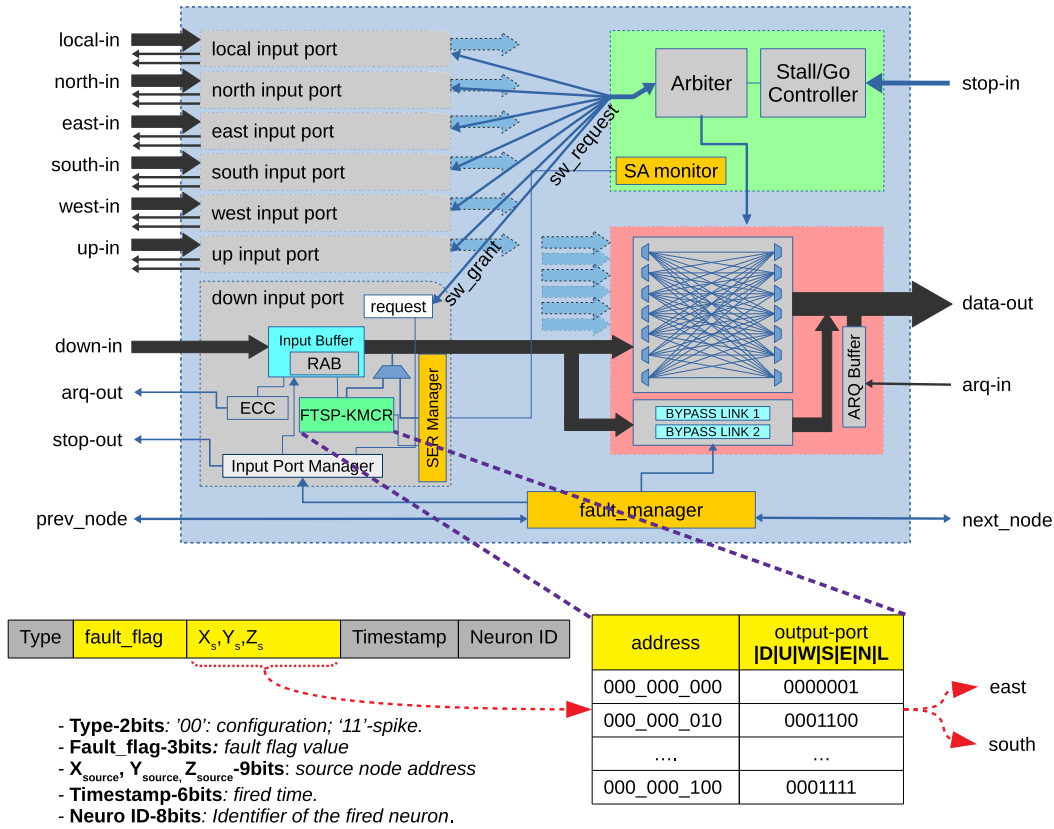 local-in
north-in
east-in
south-in
west-in
up-in
down-in
arq-out
stop-out
prev_node
local input port
north input port
east input port
south input port
west input port
up input port
down input port
request
Input Buffer
RAB
ECC
FTSP-KMCR
Input Port Manager
SER Manager
sw_request
sw_grant
Arbiter
Stall/Go
Controller
SA monitor
stop-in
data-out
ARQ Buffer
arq-in
BYPASS LINK 1
BYPASS LINK 2
fault_manager
next_node
Type fault_flag Xs,Ys,Zs Timestamp Neuron ID
address output-port
|D|U|W|S|E|N|L
000_000_000 0000001
000_000_010 0001100
.... ...
000_000_100 0001111
east
south
- Type-2bits: '00': configuration; '11'-spike.
- Fault_flag-3bits: fault flag value
- Xsource, Ysource, Zsource-9bits: source node address
- Timestamp-6bits: fired time.
- Neuro ID-8bits: Identifier of the fired neuron.